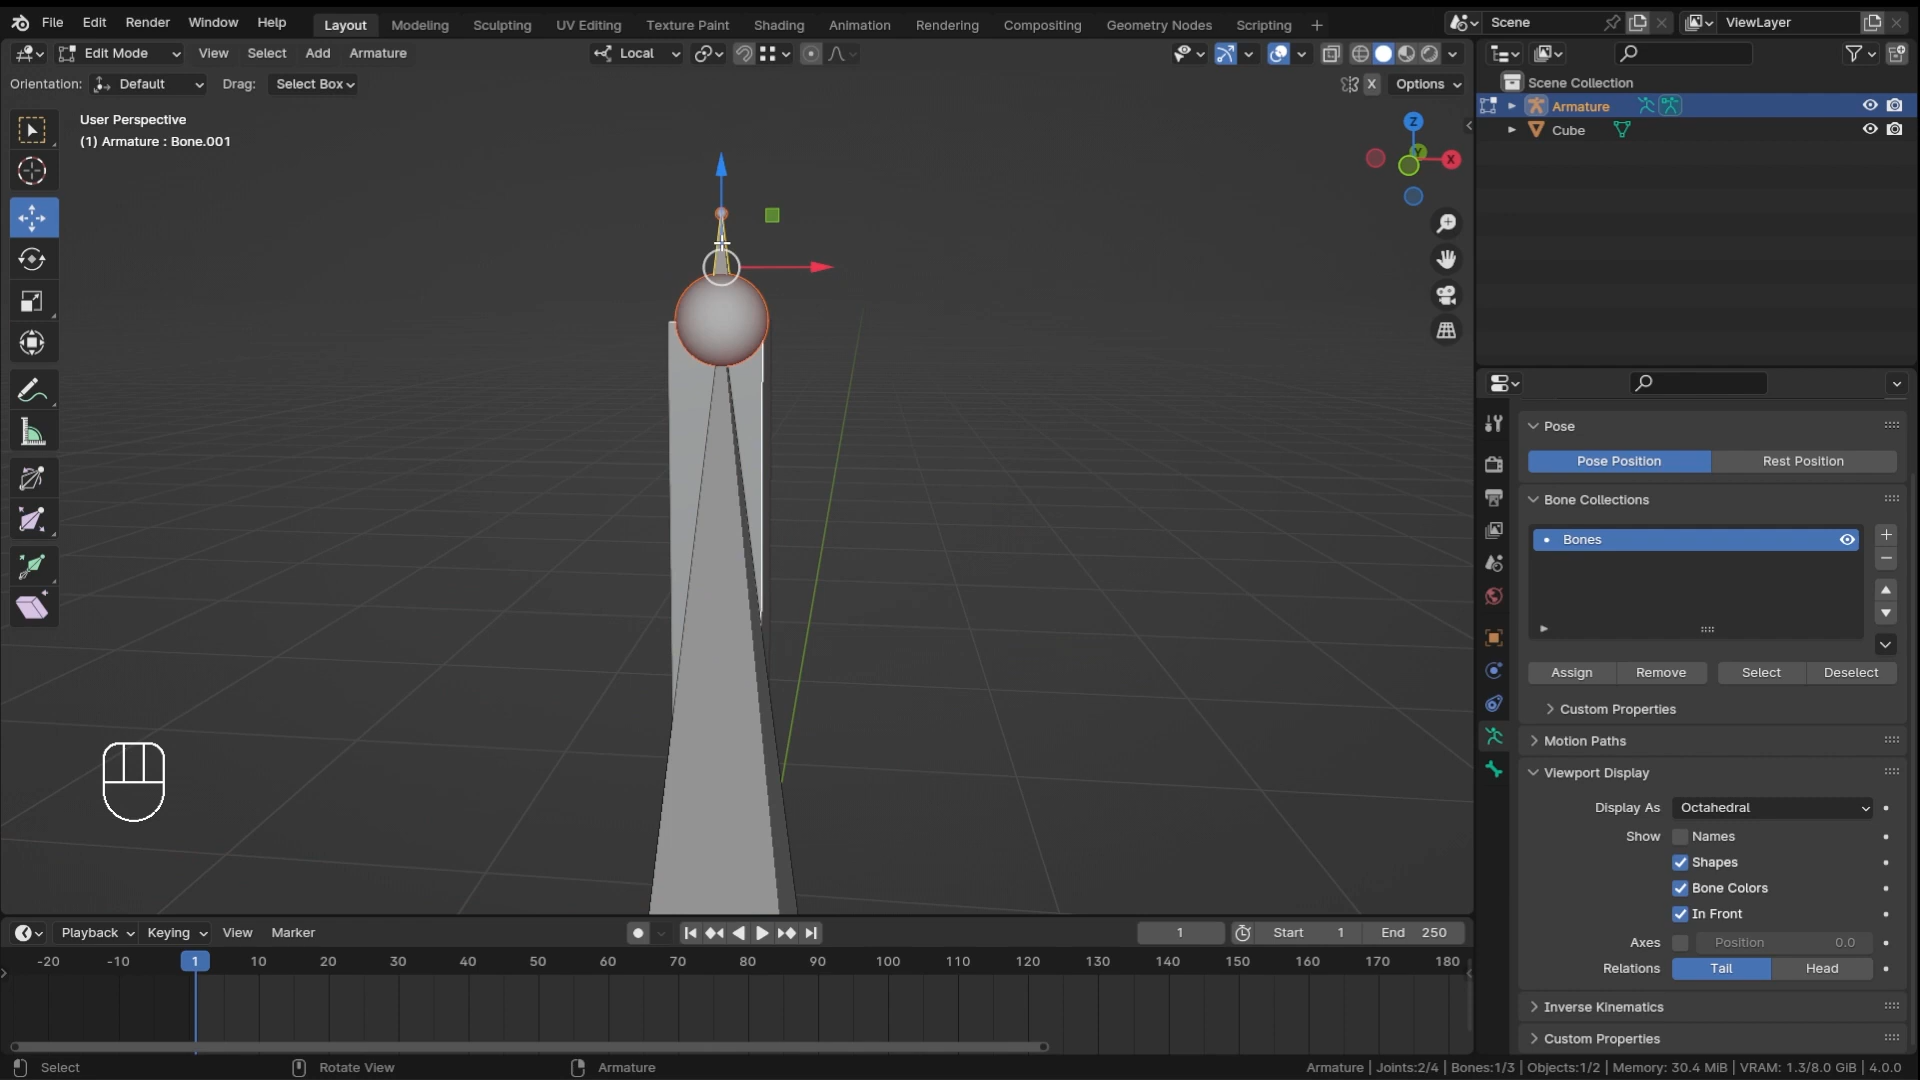 File Edit Render Window Help Layout Modeling Sculpting UV Editing Texture Paint Shading Animation Rendering Compositing Geometry Nodes Scripting + Scene ViewLayer
Edit Mode View Select Add Armature Local
Orientation: Default Drag: Select Box X Options
User Perspective
(1) Armature : Bone.001
Z
Y
X
Scene Collection
Armature
Cube
Pose
Pose Position Rest Position
Bone Collections
Bones
Assign Remove Select Deselect
Custom Properties
Motion Paths
Viewport Display
Display As Octahedral
Show Names
Shapes
Bone Colors
In Front
Axes Position 0.0
Relations Tail Head
Inverse Kinematics
Custom Properties
Playback Keying View Marker 1 Start 1 End 250
-20 -10 1 10 20 30 40 50 60 70 80 90 100 110 120 130 140 150 160 170 180
Select Rotate View Armature Armature | Joints:2/4 | Bones:1/3 | Objects:1/2 | Memory: 30.4 MiB | VRAM: 1.3/8.0 GiB | 4.0.0